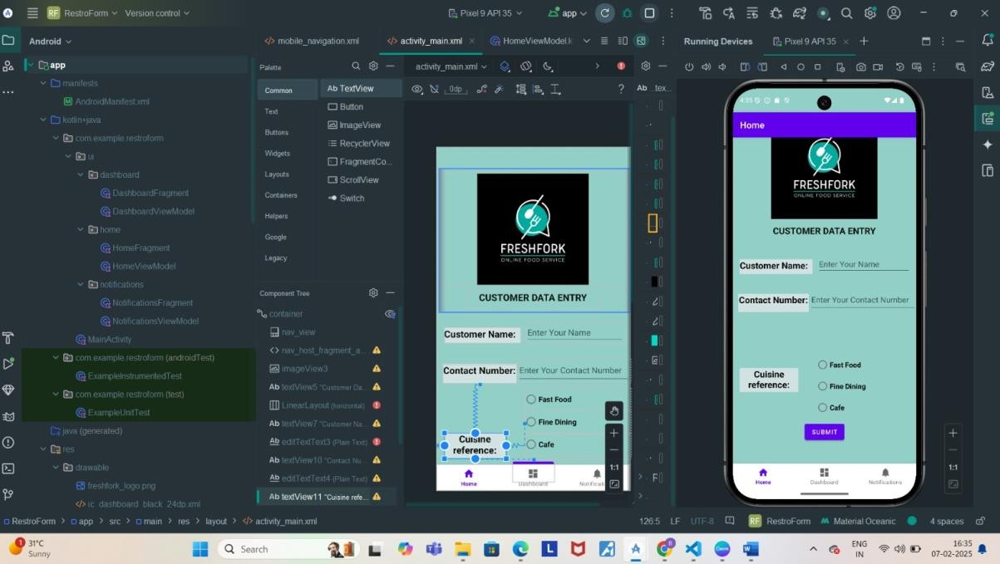 RF RestroForm Version control Pixel 9 API 35 app
Android mobile_navigation.xml activity_main.xml HomeViewModel.k Running Devices Pixel 9 API 35
app
manifests
AndroidManifest.xml
kotlin+java
com.example.restroform
ui
dashboard
DashboardFragment
DashboardViewModel
home
HomeFragment
HomeViewModel
notifications
NotificationsFragment
NotificationsViewModel
MainActivity
com.example.restroform (androidTest)
ExampleInstrumentedTest
com.example.restroform (test)
ExampleUnitTest
java (generated)
res
drawable
freshfork_logo.png
ic_dashboard_black_24dp.xml
Palette
Common
Text
Buttons
Widgets
Layouts
Containers
Helpers
Google
Legacy
Ab TextView
Button
ImageView
RecyclerView
FragmentCo...
ScrollView
Switch
Component Tree
container
nav_view
nav_host_fragment_a...
imageView3
Ab textView5 "Customer Da...
LinearLayout (horizontal)
Ab textView7 "Customer Na...
Ab editTextText3 (Plain Text)
Ab textView10 "Contact Nu...
Ab editTextText4 (Plain Text)
Ab textView11 "Cuisine refe...
activity_main.xml
0dp
?
Ab .tex...
FRESHFORK
ONLINE FOOD SERVICE
CUSTOMER DATA ENTRY
Customer Name: Enter Your Name
Contact Number: Enter Your Contact Number
Fast Food
Fine Dining
Cuisine
reference:
Cafe
Home Dashboard Notificati
1:1
4:35
Home
FRESHFORK
ONLINE FOOD SERVICE
CUSTOMER DATA ENTRY
Customer Name: Enter Your Name
Contact Number: Enter Your Contact Number
Cuisine
reference:
Fast Food
Fine Dining
Cafe
SUBMIT
Home Dashboard Notifications
1:1
RestroForm > app > src > main > res > layout > activity_main.xml 126:5 LF UTF-8 RF RestroForm Material Oceanic 4 spaces
31°C
Sunny
Search
ENG
IN
16:35
07-02-2025